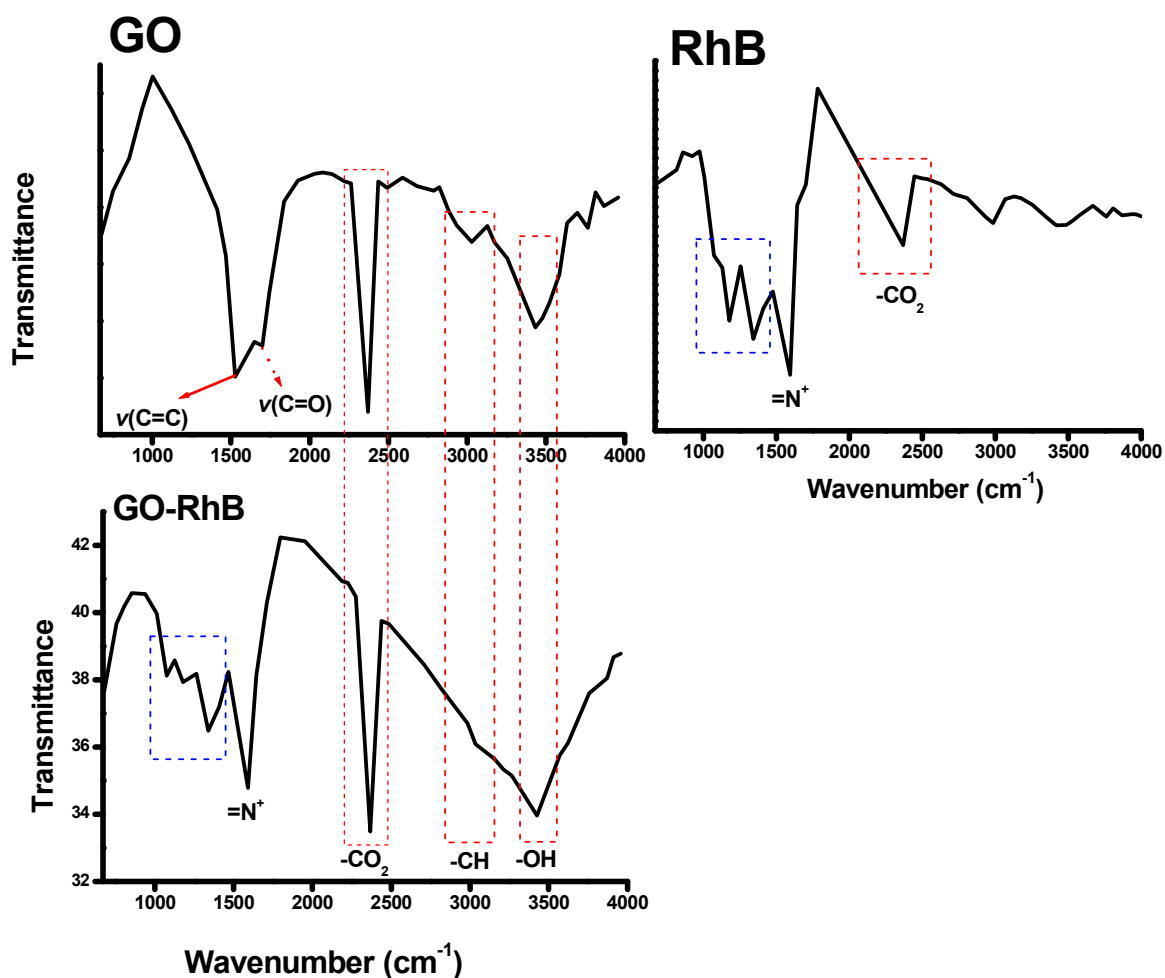 GO
Transmittance
ν(C=C)
ν(C=O)
1000 1500 2000 2500 3000 3500 4000
RhB
-CO₂
=N⁺
1000 1500 2000 2500 3000 3500 4000
Wavenumber (cm⁻¹)
GO-RhB
42
40
38
36
34
32
Transmittance
=N⁺
-CO₂
-CH
-OH
1000 1500 2000 2500 3000 3500 4000
Wavenumber (cm⁻¹)